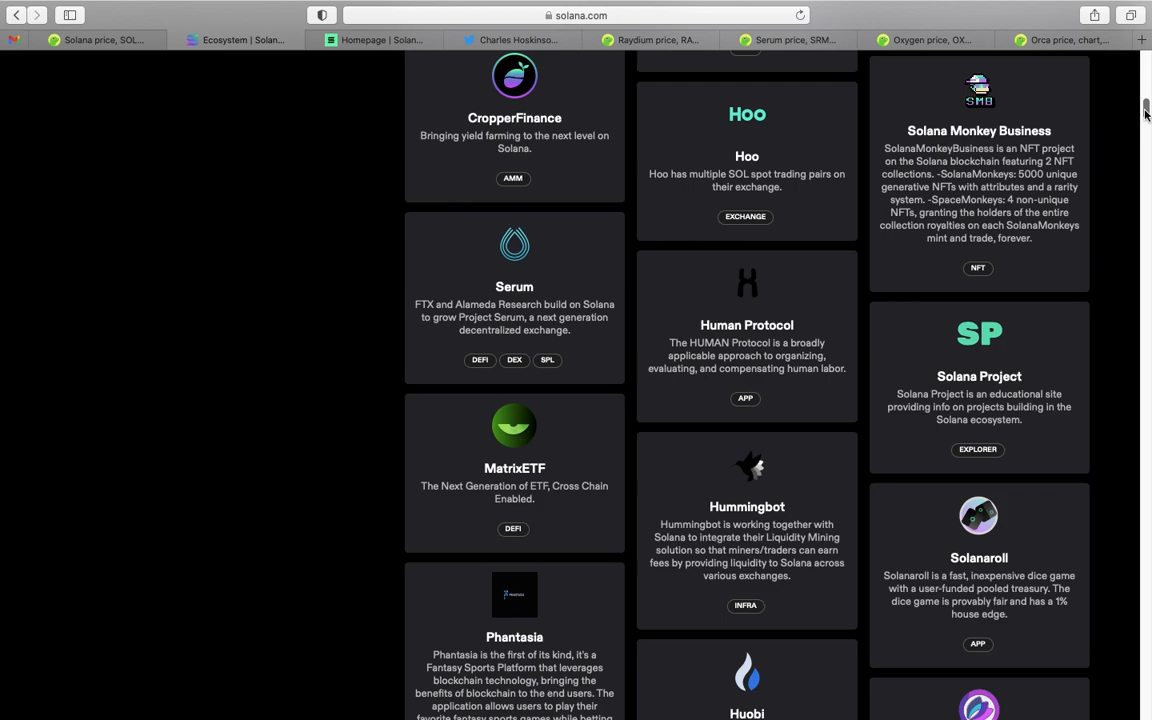 solana.com
Solana price, SOL...
Ecosystem | Solan...
Homepage | Solan...
Charles Hoskinso...
Raydium price, RA...
Serum price, SRM...
Oxygen price, OX...
Orca price, chart,...
CropperFinance
Bringing yield farming to the next level on
Solana.
AMM
Serum
FTX and Alameda Research build on Solana
to grow Project Serum, a next generation
decentralized exchange.
DEFI DEX SPL
MatrixETF
The Next Generation of ETF, Cross Chain
Enabled.
DEFI
PHANTASIA
Phantasia
Phantasia is the first of its kind, it's a
Fantasy Sports Platform that leverages
blockchain technology, bringing the
benefits of blockchain to the end users. The
application allows users to play their
favorite fantasy sports games while betting
Hoo
Hoo
Hoo has multiple SOL spot trading pairs on
their exchange.
EXCHANGE
Human Protocol
The HUMAN Protocol is a broadly
applicable approach to organizing,
evaluating, and compensating human labor.
APP
Hummingbot
Hummingbot is working together with
Solana to integrate their Liquidity Mining
solution so that miners/traders can earn
fees by providing liquidity to Solana across
various exchanges.
INFRA
Huobi
SMB
Solana Monkey Business
SolanaMonkeyBusiness is an NFT project
on the Solana blockchain featuring 2 NFT
collections. -SolanaMonkeys: 5000 unique
generative NFTs with attributes and a rarity
system. -SpaceMonkeys: 4 non-unique
NFTs, granting the holders of the entire
collection royalties on each SolanaMonkeys
mint and trade, forever.
NFT
SP
Solana Project
Solana Project is an educational site
providing info on projects building in the
Solana ecosystem.
EXPLORER
Solanaroll
Solanaroll is a fast, inexpensive dice game
with a user-funded pooled treasury. The
dice game is provably fair and has a 1%
house edge.
APP